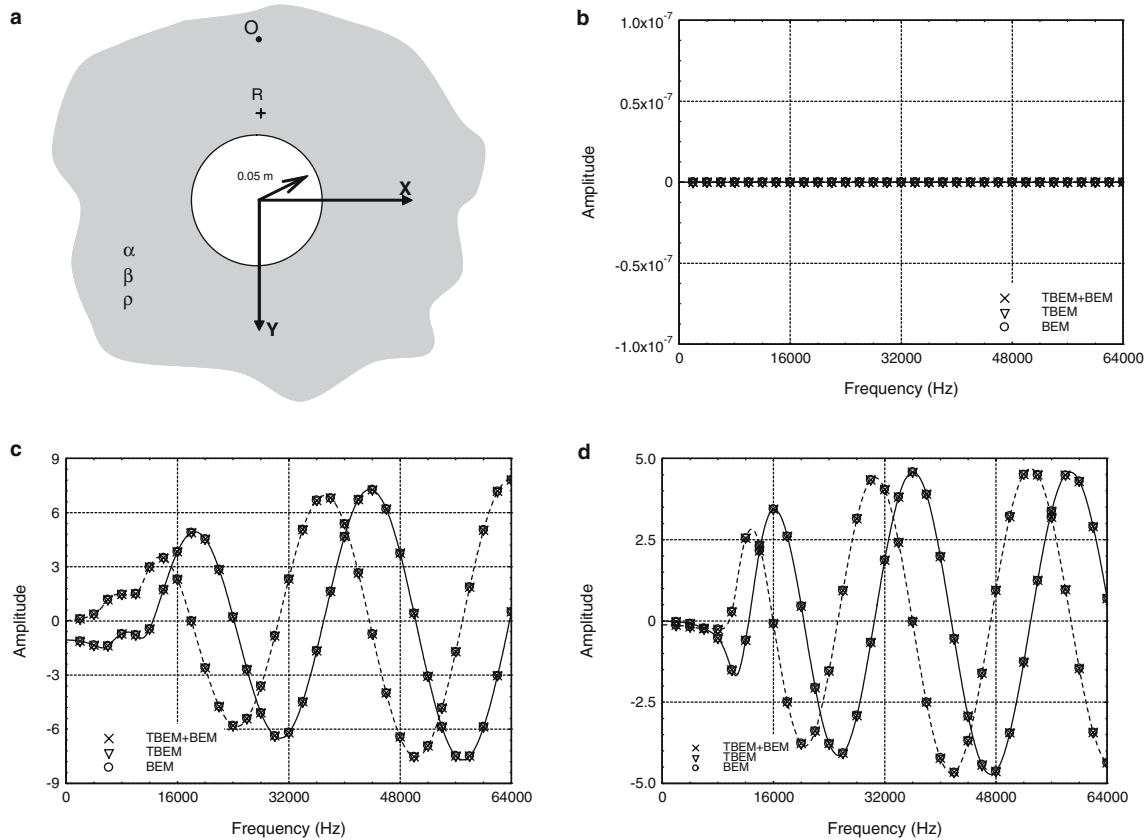 a
O
R
+
0.05 m
X
α
β
ρ
Y
b
1.0x10-7
0.5x10-7
0
-0.5x10-7
-1.0x10-7
Amplitude
TBEM+BEM
TBEM
BEM
0 16000 32000 48000 64000
Frequency (Hz)
c
9
6
3
0
-3
-6
-9
Amplitude
TBEM+BEM
TBEM
BEM
0 16000 32000 48000 64000
Frequency (Hz)
d
5.0
2.5
0
-2.5
-5.0
Amplitude
TBEM+BEM
TBEM
BEM
0 16000 32000 48000 64000
Frequency (Hz)